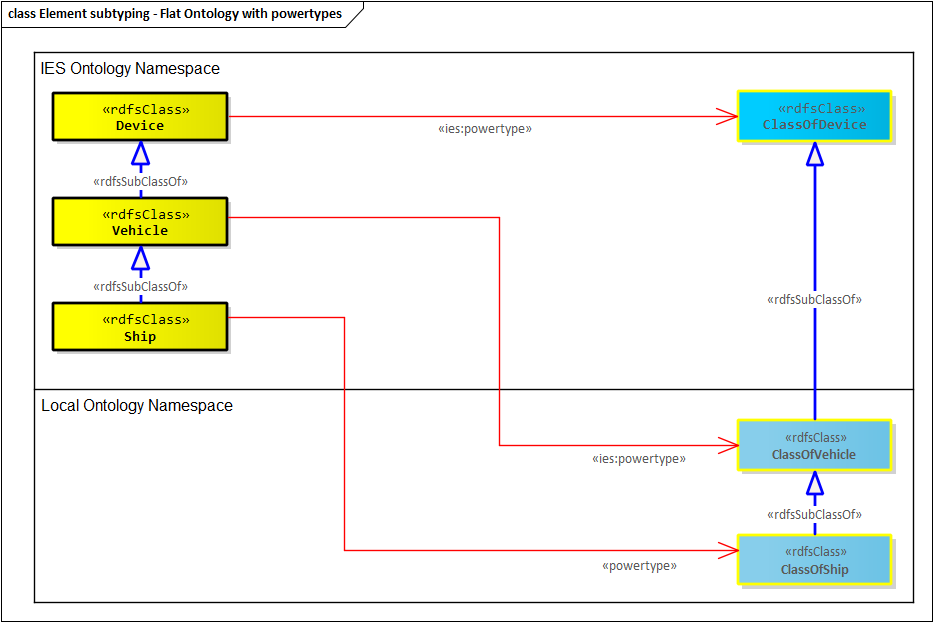 class Element subtyping - Flat Ontology with powertypes
IES Ontology Namespace
«rdfsClass»
Device
«rdfsClass»
ClassOfDevice
«ies:powertype»
«rdfsSubClassOf»
«rdfsClass»
Vehicle
«rdfsSubClassOf»
«rdfsSubClassOf»
«rdfsClass»
Ship
Local Ontology Namespace
«rdfsClass»
ClassOfVehicle
«ies:powertype»
«rdfsSubClassOf»
«rdfsClass»
ClassOfShip
«powertype»